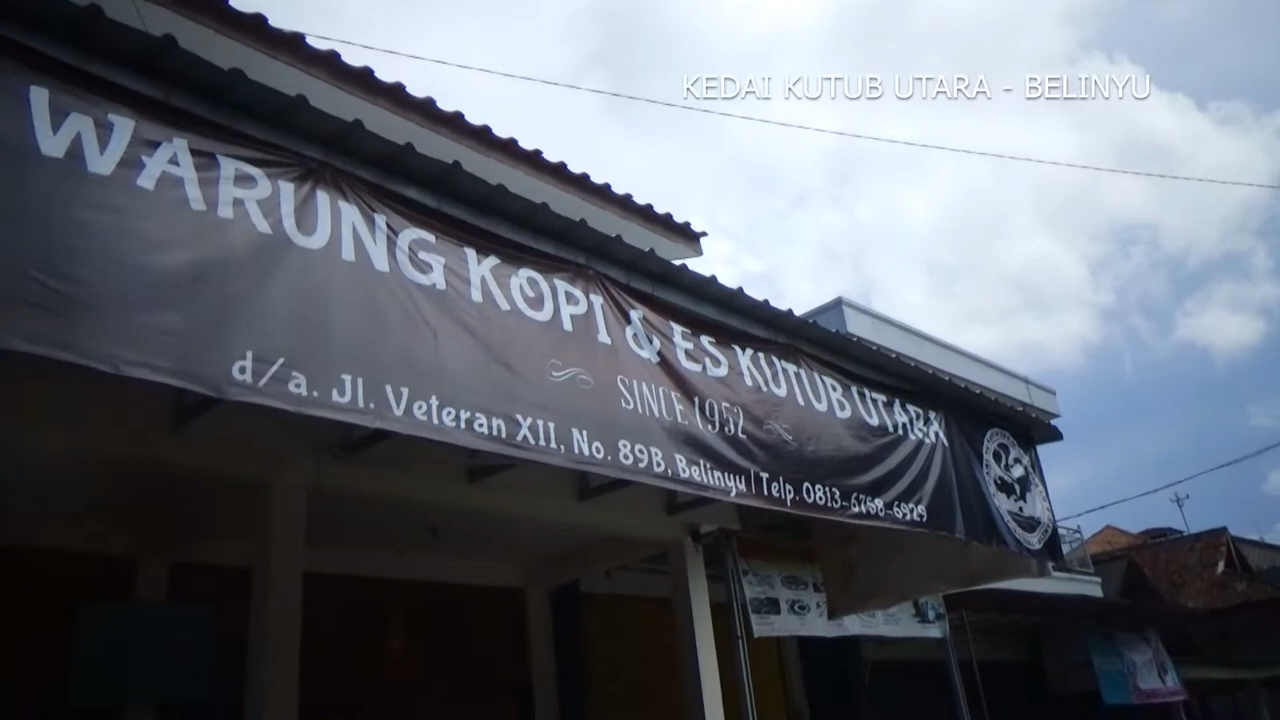 KEDAI KUTUB UTARA - BELINYU
WARUNG KOPI & ES KUTUB UTARA
SINCE 1952
d/a. Jl. Veteran XII, No. 89B, Belinyu | Telp. 0813-6768-6929